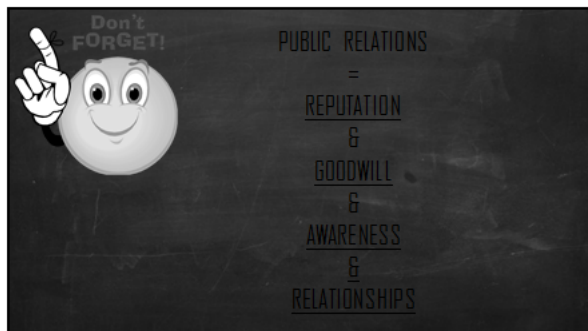 Don't
FORGET!
PUBLIC RELATIONS
=
REPUTATION
&
GOODWILL
&
AWARENESS
&
RELATIONSHIPS